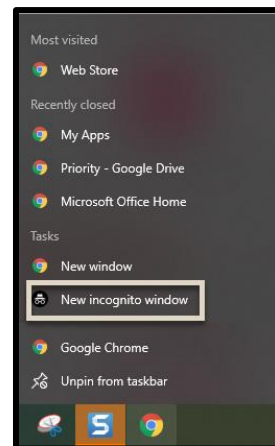 Most visited
Web Store
Recently closed
My Apps
Priority - Google Drive
Microsoft Office Home
Tasks
New window
New incognito window
Google Chrome
Unpin from taskbar